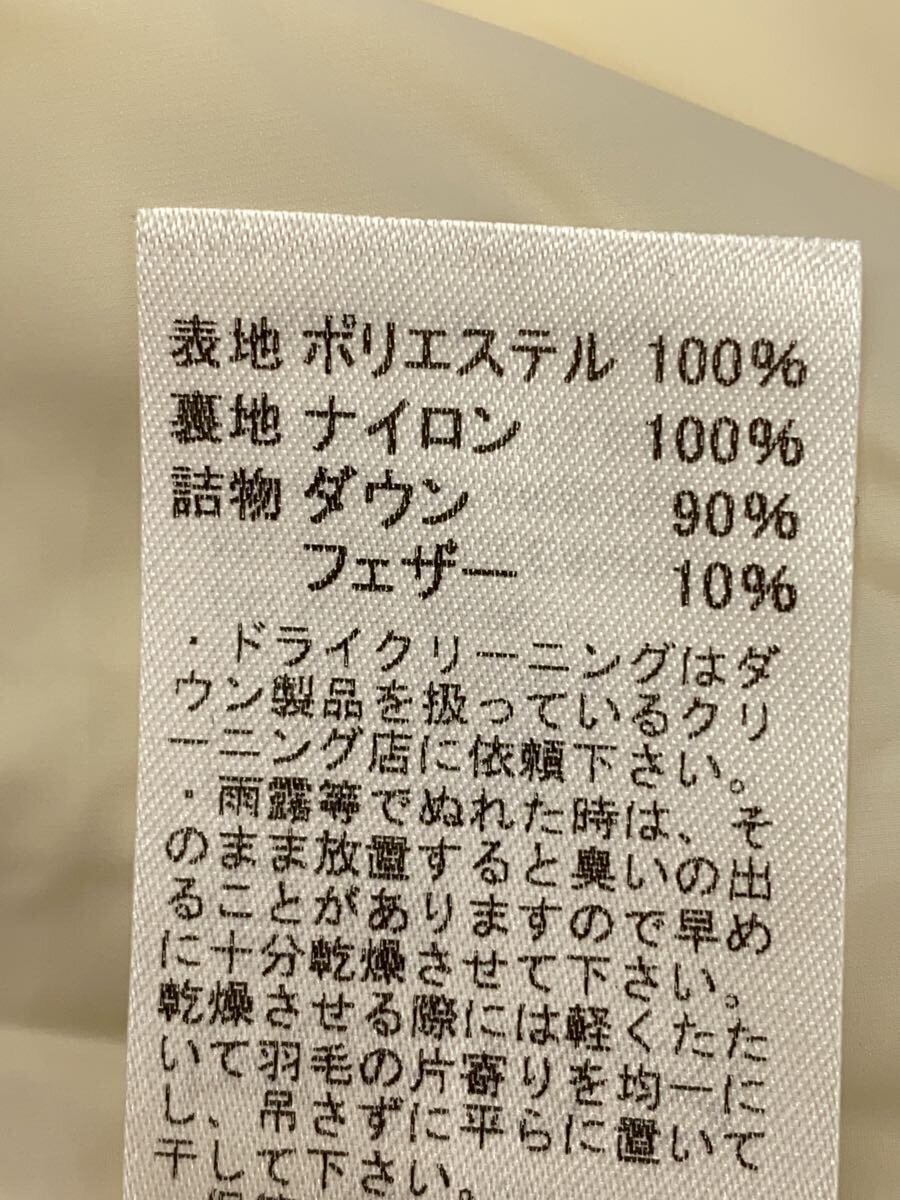 表地 ポリエステル 100%
裏地 ナイロン 100%
詰物 ダウン 90%
フェザー 10%
・ドライクリーニングはダ
ウン製品を扱っているクリ
ーニング店に依頼下さい。
・雨露等でぬれた時は、そ
のまま放置すると臭いの出
ることがありますので早め
に十分乾燥させて下さい。
乾燥させる際には軽くたた
いて、羽毛の片寄りを均一に
し、吊さずに平らに置いて
干して下さい。